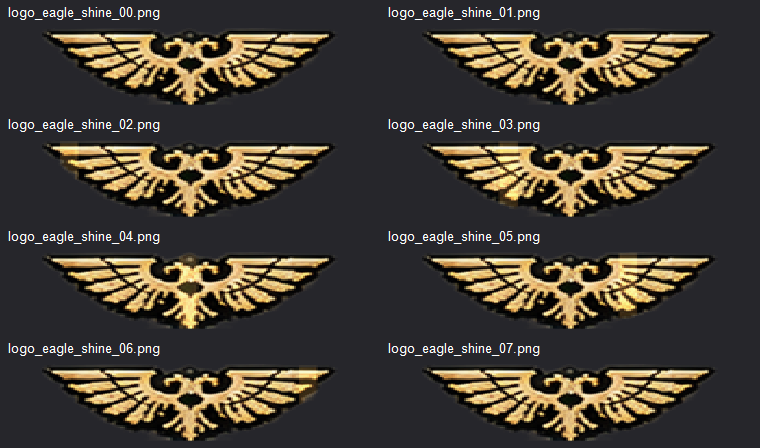 logo_eagle_shine_00.png
logo_eagle_shine_01.png
logo_eagle_shine_02.png
logo_eagle_shine_03.png
logo_eagle_shine_04.png
logo_eagle_shine_05.png
logo_eagle_shine_06.png
logo_eagle_shine_07.png